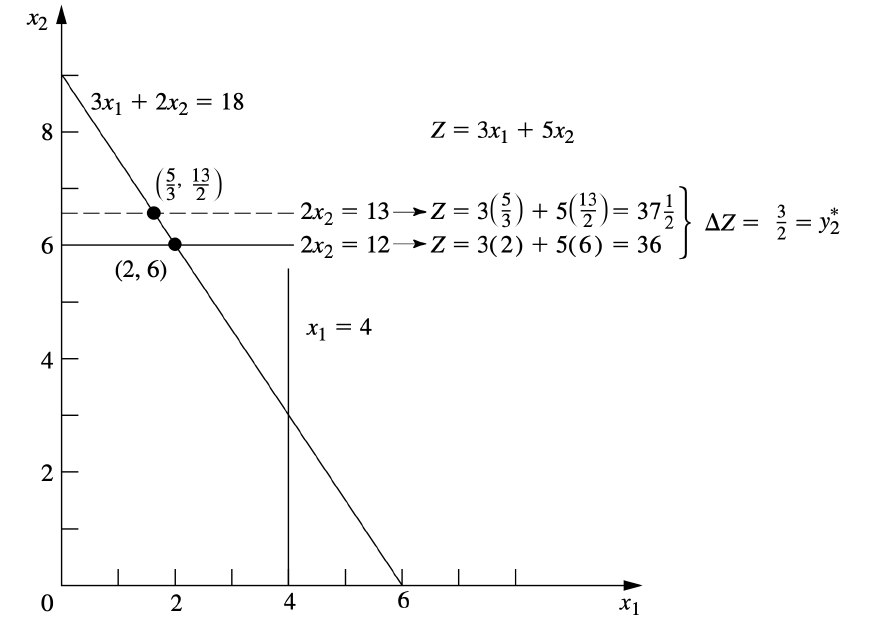 x₂
3x₁ + 2x₂ = 18
8
Z = 3x₁ + 5x₂
(5/3, 13/2)
2x₂ = 13 → Z = 3(5/3) + 5(13/2) = 37 1/2
ΔZ = 3/2 = y₂*
6
2x₂ = 12 → Z = 3(2) + 5(6) = 36
(2, 6)
x₁ = 4
4
2
0
2
4
6
x₁